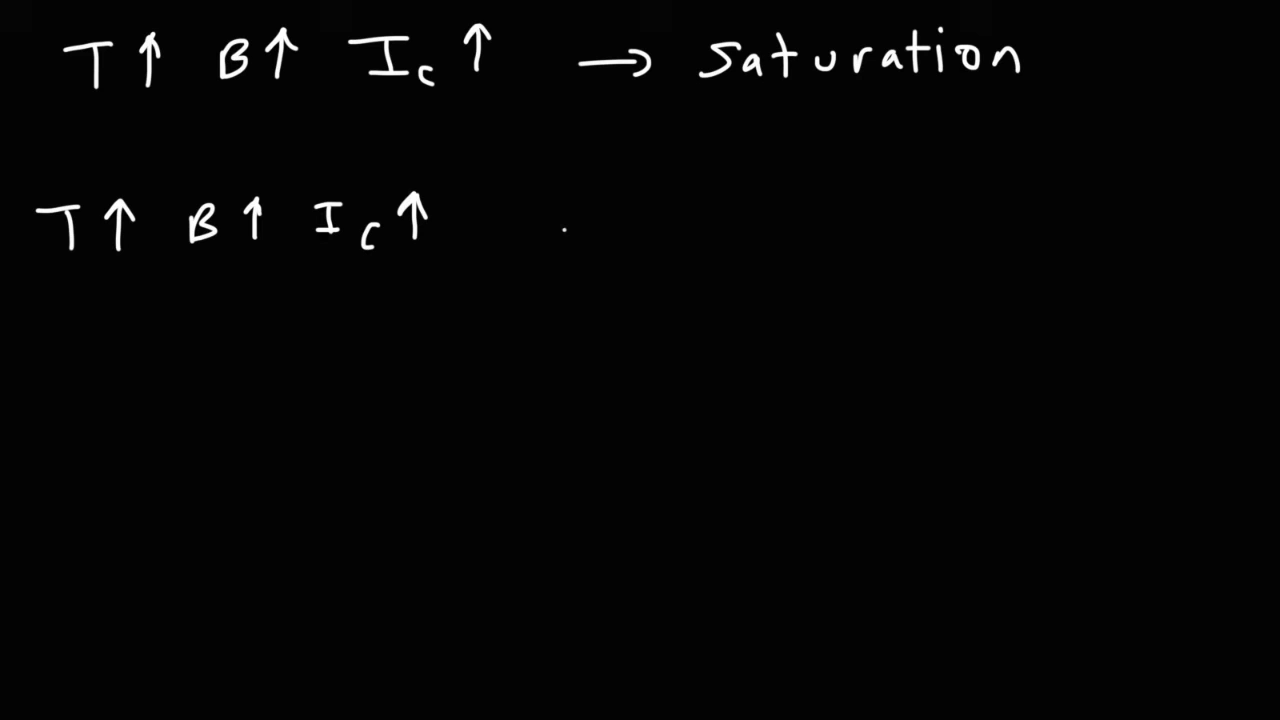 T↑ B↑ Ic↑ → Saturation
T↑ B↑ Ic↑